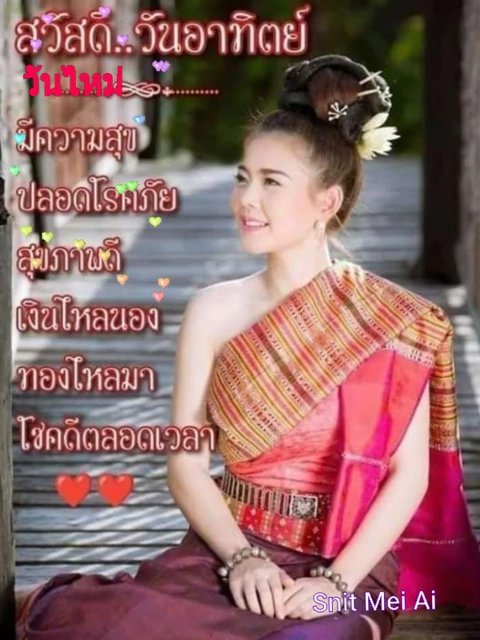 สวัสดี..วันอาทิตย์
วันใหม่
มีความสุข
ปลอดโรคภัย
สุขภาพดี
เงินไหลนอง
ทองไหลมา
โชคดีตลอดเวลา
Snit Mei Ai